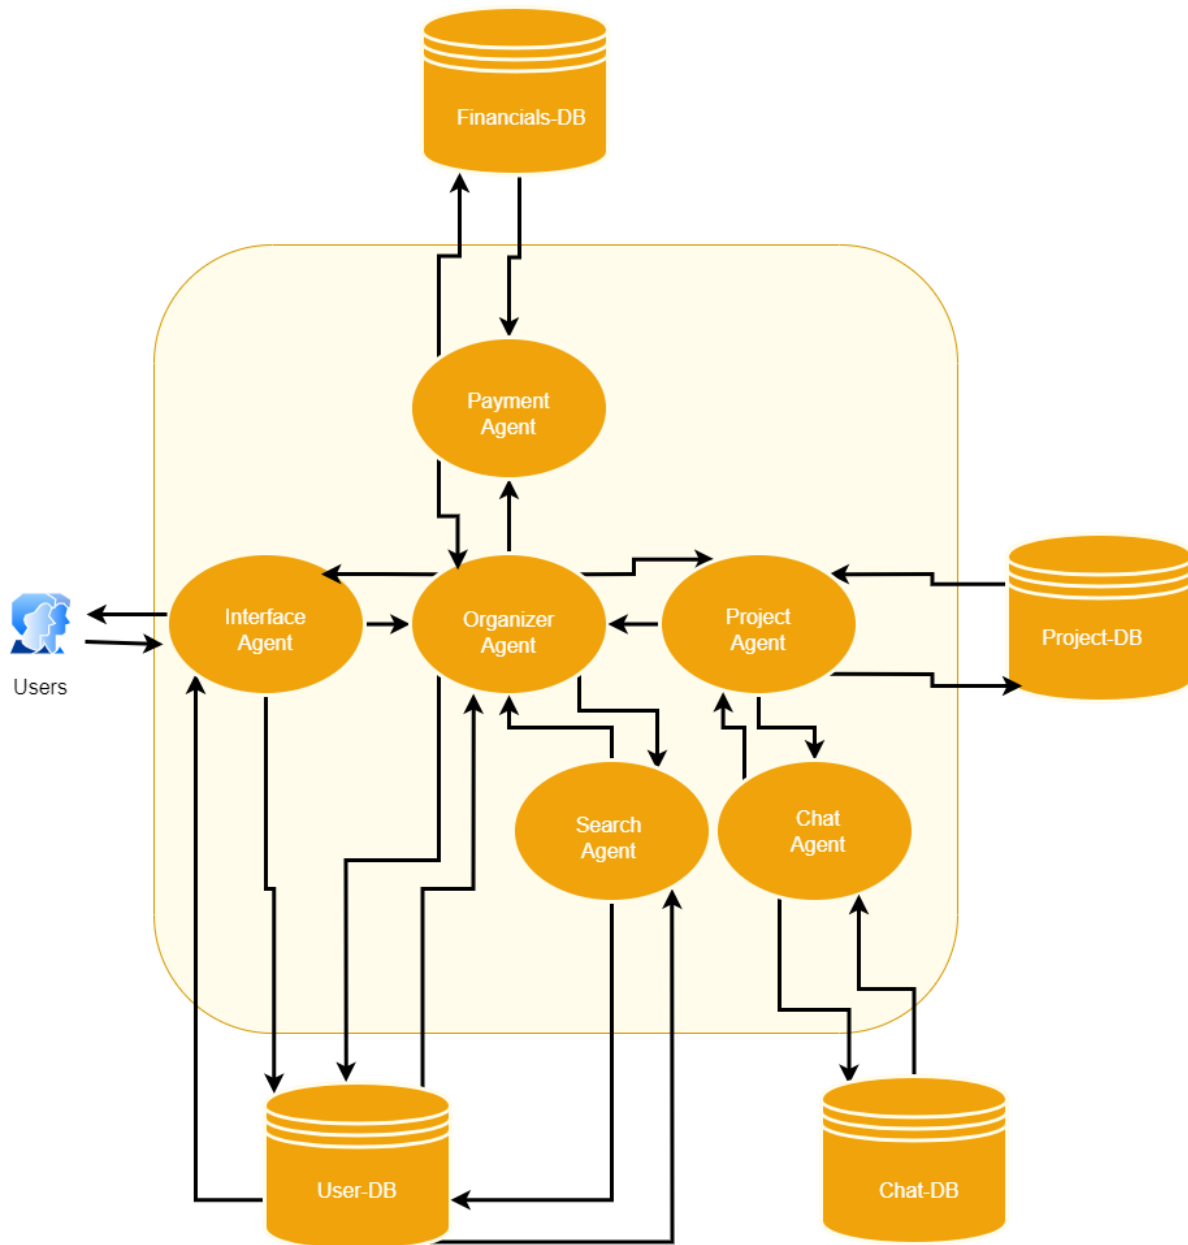 Financials-DB
Payment
Agent
Interface
Agent
Organizer
Agent
Project
Agent
Project-DB
Users
Search
Agent
Chat
Agent
User-DB
Chat-DB